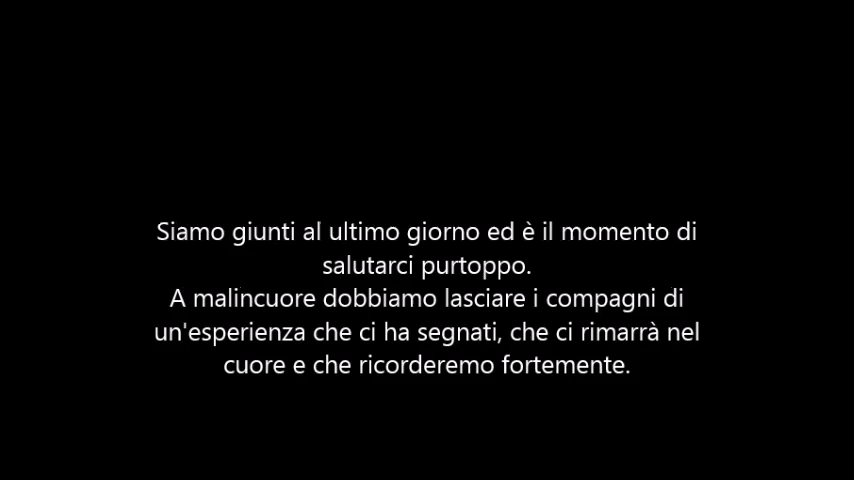 Siamo giunti al ultimo giorno ed è il momento di
salutarci purtoppo.
A malincuore dobbiamo lasciare i compagni di
un'esperienza che ci ha segnati, che ci rimarrà nel
cuore e che ricorderemo fortemente.